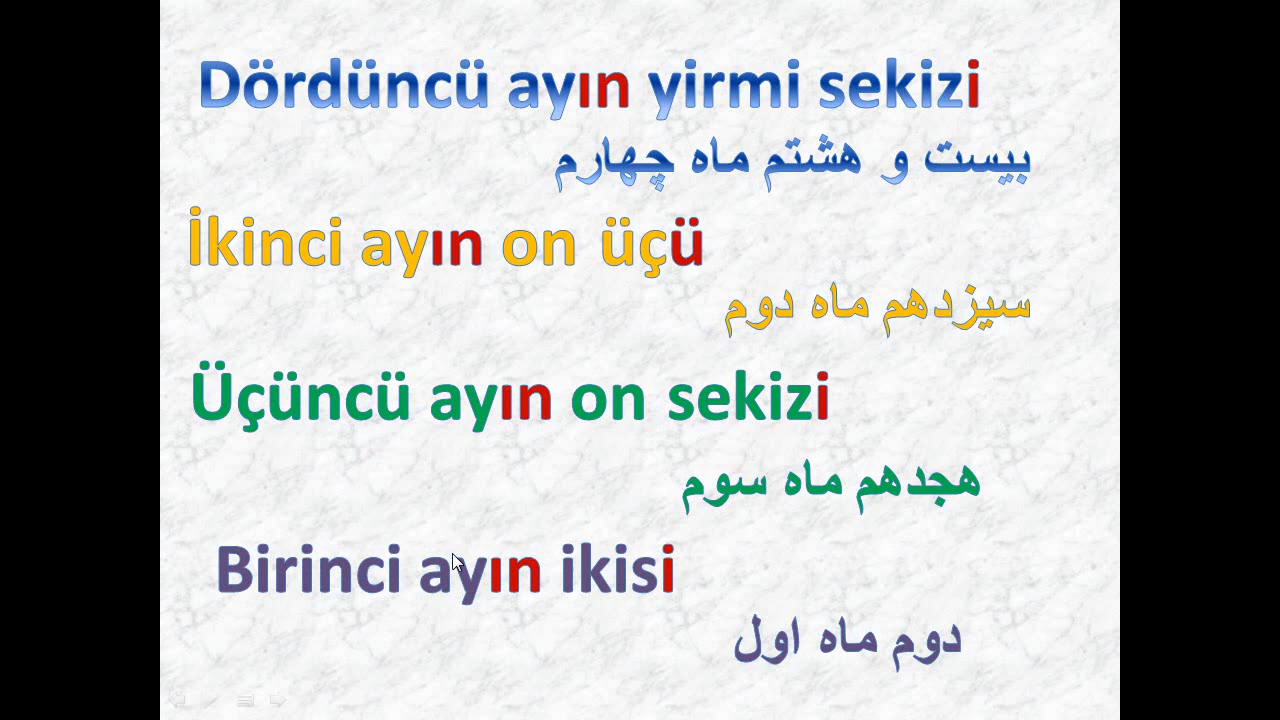 Dördüncü ayın yirmi sekizi
بیست و هشتم ماه چهارم
İkinci ayın on üçü
سیزدهم ماه دوم
Üçüncü ayın on sekizi
هجدهم ماه سوم
Birinci ayın ikisi
دوم ماه اول